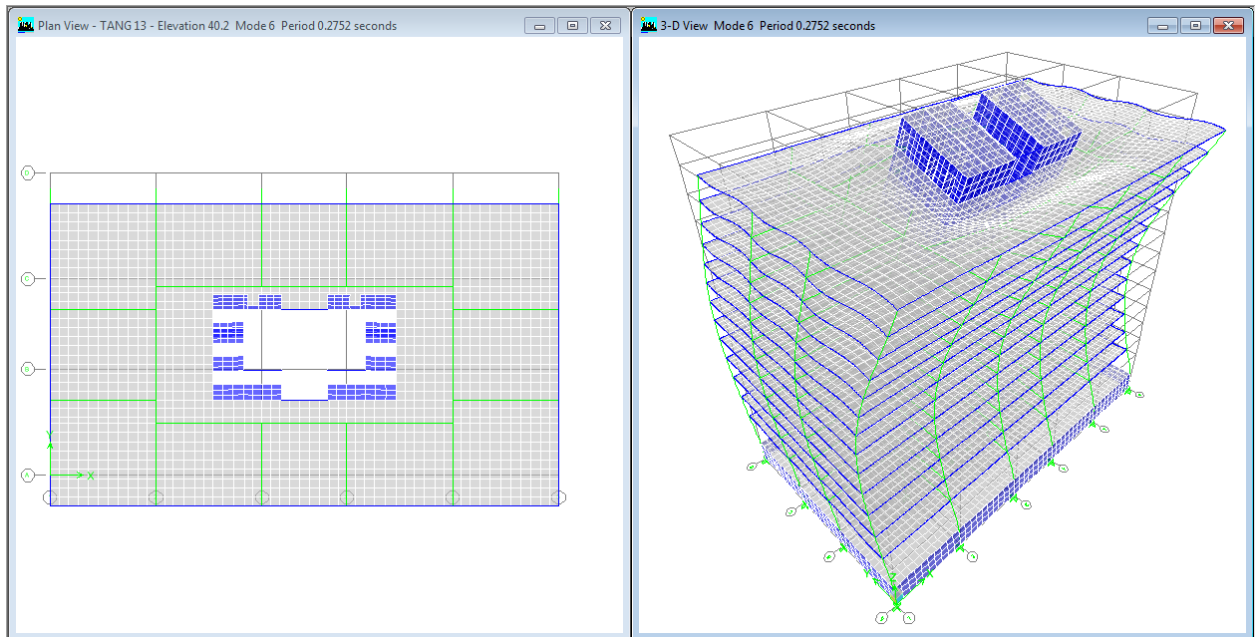 Plan View - TANG 13 - Elevation 40.2 Mode 6 Period 0.2752 seconds
3-D View Mode 6 Period 0.2752 seconds
D
C
B
Y
A
X
Z